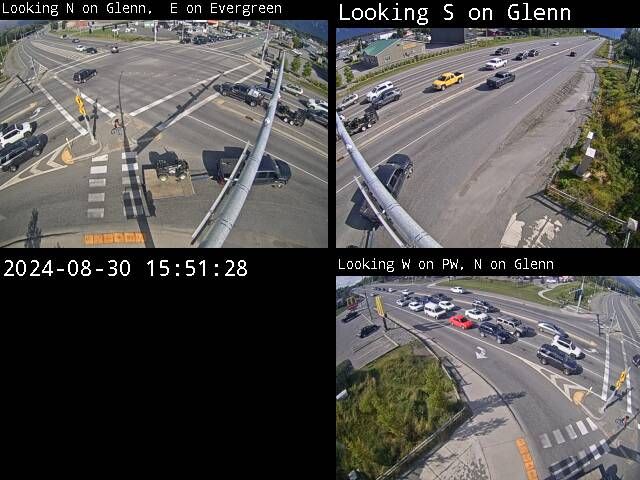 Looking N on Glenn, E on Evergreen
Looking S on Glenn
2024-08-30 15:51:28
Looking W on PW, N on Glenn